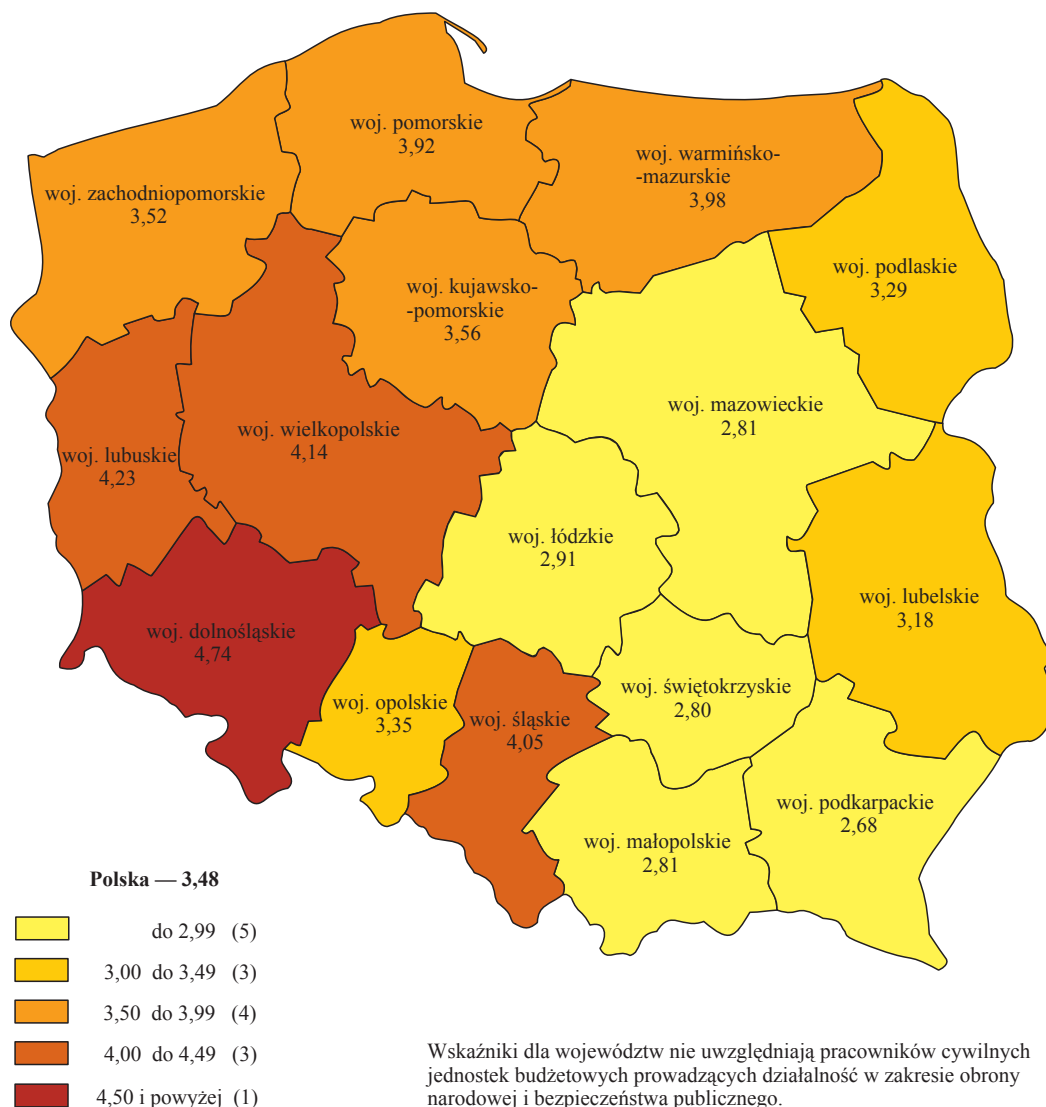 woj. pomorskie
3,92
woj. warmińsko-
-mazurskie
3,98
woj. zachodniopomorskie
3,52
woj. podlaskie
3,29
woj. kujawsko-
-pomorskie
3,56
woj. mazowieckie
2,81
woj. wielkopolskie
4,14
woj. lubuskie
4,23
woj. łódzkie
2,91
woj. lubelskie
3,18
woj. dolnośląskie
4,74
woj. świętokrzyskie
2,80
woj. opolskie
3,35
woj. śląskie
4,05
woj. podkarpackie
2,68
woj. małopolskie
2,81
Polska — 3,48
do 2,99 (5)
3,00 do 3,49 (3)
3,50 do 3,99 (4)
4,00 do 4,49 (3)
4,50 i powyżej (1)
Wskaźniki dla województw nie uwzględniają pracowników cywilnych
jednostek budżetowych prowadzących działalność w zakresie obrony
narodowej i bezpieczeństwa publicznego.